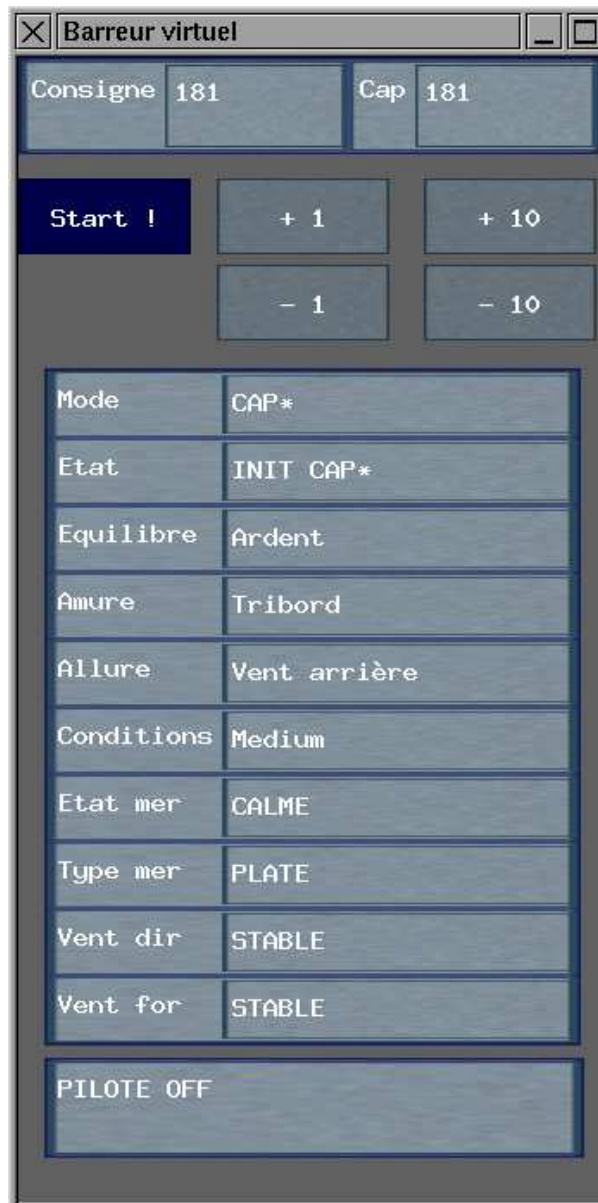 Barreur virtuel
Consigne 181 Cap 181
Start ! + 1 + 10
- 1 - 10
Mode CAP*
Etat INIT CAP*
Equilibre Ardent
Amure Tribord
Allure Vent arrière
Conditions Medium
Etat mer CALME
Type mer PLATE
Vent dir STABLE
Vent for STABLE
PILOTE OFF